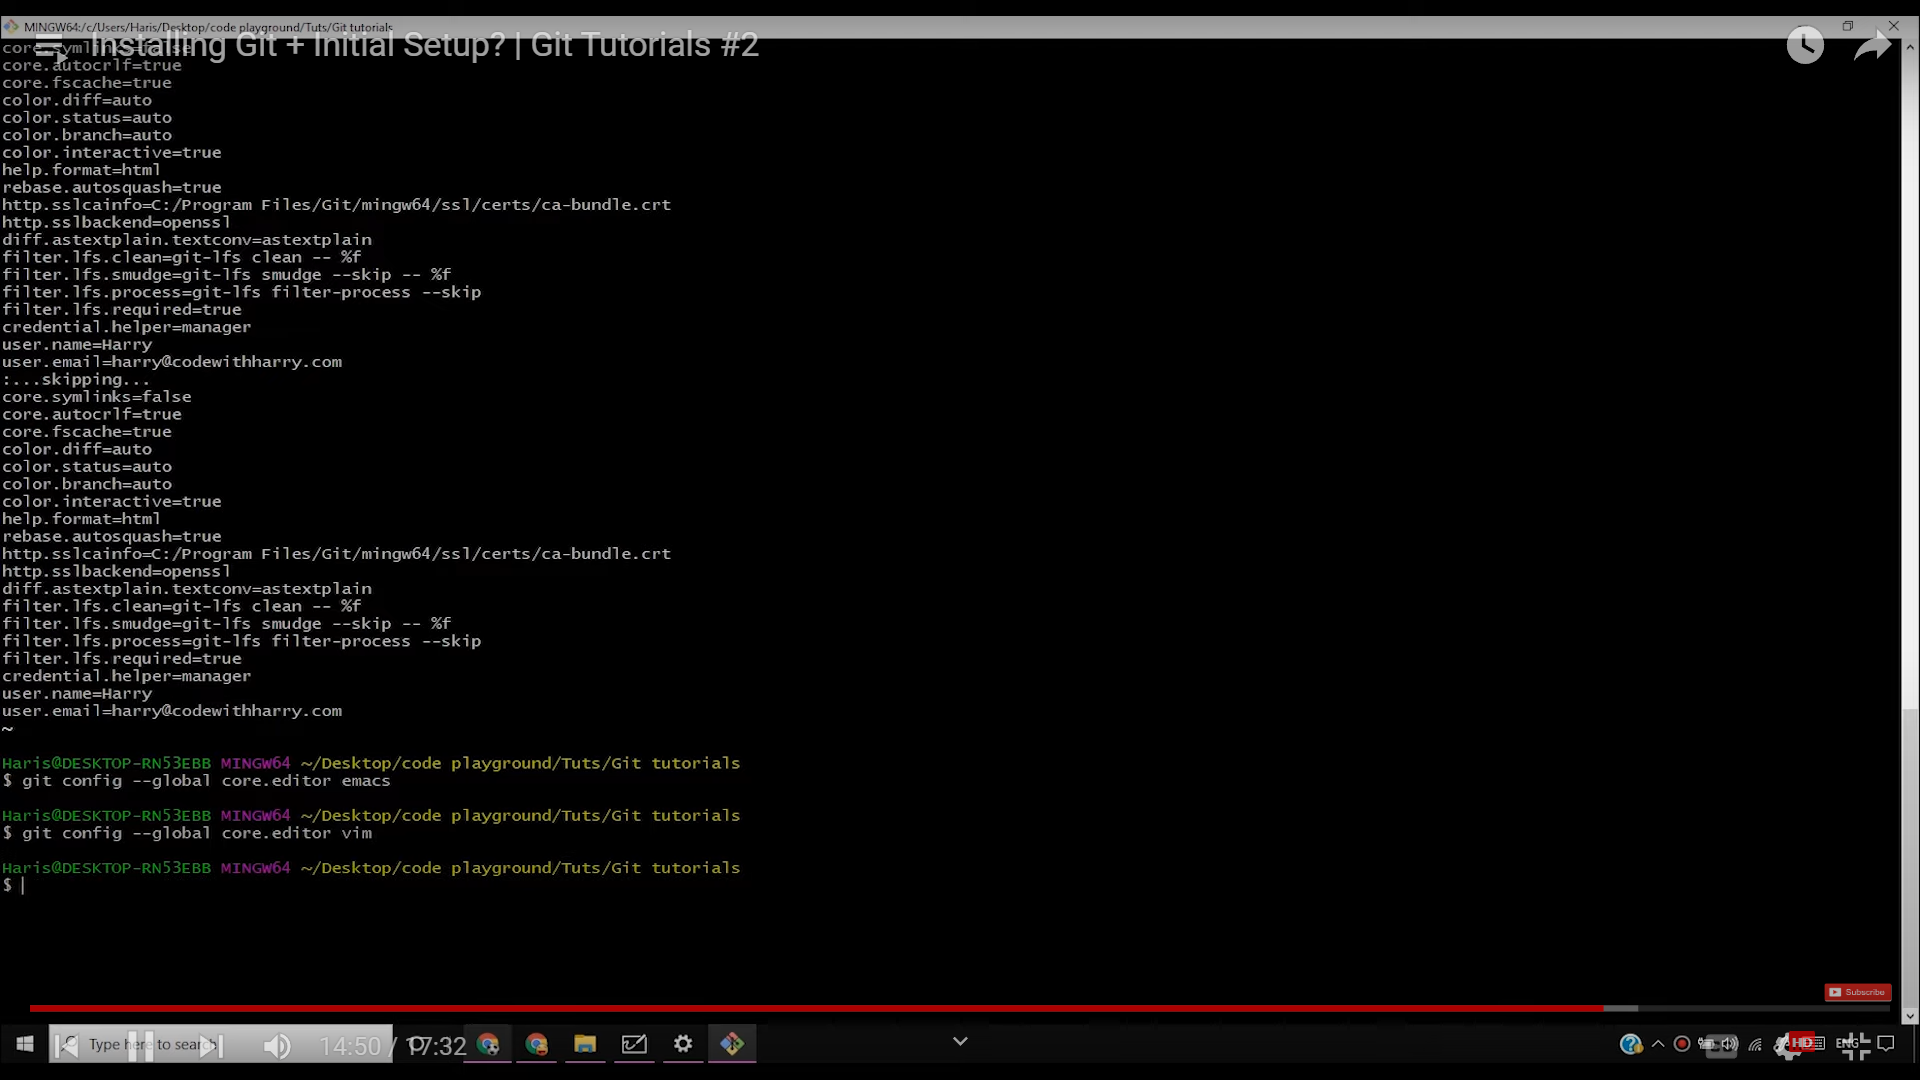 MINGW64:/c/Users/Haris/Desktop/code playground/Tuts/Git tutorials
Installing Git + Initial Setup? | Git Tutorials #2
core.symlinks=false
core.autocrlf=true
core.fscache=true
color.diff=auto
color.status=auto
color.branch=auto
color.interactive=true
help.format=html
rebase.autosquash=true
http.sslcainfo=C:/Program Files/Git/mingw64/ssl/certs/ca-bundle.crt
http.sslbackend=openssl
diff.astextplain.textconv=astextplain
filter.lfs.clean=git-lfs clean -- %f
filter.lfs.smudge=git-lfs smudge --skip -- %f
filter.lfs.process=git-lfs filter-process --skip
filter.lfs.required=true
credential.helper=manager
user.name=Harry
user.email=harry@codewithharry.com
:...skipping...
core.symlinks=false
core.autocrlf=true
core.fscache=true
color.diff=auto
color.status=auto
color.branch=auto
color.interactive=true
help.format=html
rebase.autosquash=true
http.sslcainfo=C:/Program Files/Git/mingw64/ssl/certs/ca-bundle.crt
http.sslbackend=openssl
diff.astextplain.textconv=astextplain
filter.lfs.clean=git-lfs clean -- %f
filter.lfs.smudge=git-lfs smudge --skip -- %f
filter.lfs.process=git-lfs filter-process --skip
filter.lfs.required=true
credential.helper=manager
user.name=Harry
user.email=harry@codewithharry.com
~
Haris@DESKTOP-RN53EBB MINGW64 ~/Desktop/code playground/Tuts/Git tutorials
$ git config --global core.editor emacs
Haris@DESKTOP-RN53EBB MINGW64 ~/Desktop/code playground/Tuts/Git tutorials
$ git config --global core.editor vim
Haris@DESKTOP-RN53EBB MINGW64 ~/Desktop/code playground/Tuts/Git tutorials
$
Subscribe
Type here to search
14:50 / 17:32
HD
ENG